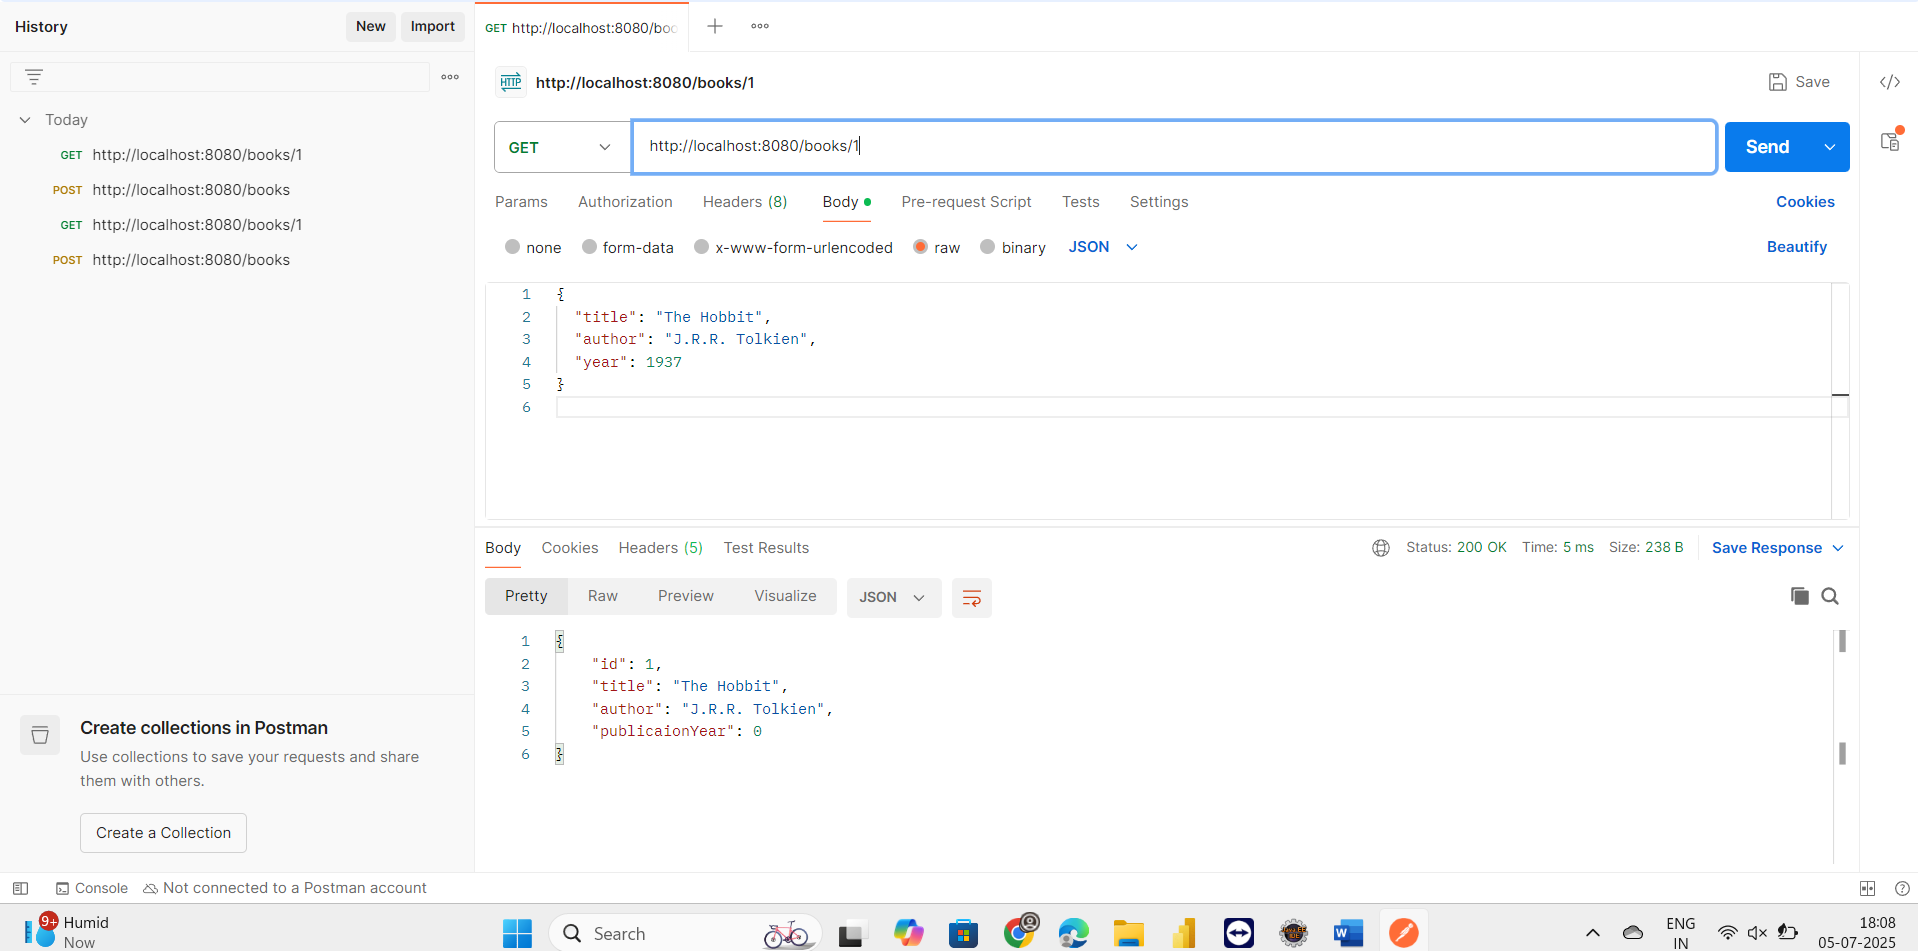 History
New
Import
GET http://localhost:8080/boo
HTTP http://localhost:8080/books/1
Save
Today
GET http://localhost:8080/books/1
POST http://localhost:8080/books
GET http://localhost:8080/books/1
POST http://localhost:8080/books
GET
http://localhost:8080/books/1
Send
Params Authorization Headers (8) Body Pre-request Script Tests Settings
Cookies
none form-data x-www-form-urlencoded raw binary JSON
Beautify
1 {
2 "title": "The Hobbit",
3 "author": "J.R.R. Tolkien",
4 "year": 1937
5 }
6
Body Cookies Headers (5) Test Results
Status: 200 OK Time: 5 ms Size: 238 B
Save Response
Pretty Raw Preview Visualize JSON
1 {
2 "id": 1,
3 "title": "The Hobbit",
4 "author": "J.R.R. Tolkien",
5 "publicaionYear": 0
6 }
Create collections in Postman
Use collections to save your requests and share
them with others.
Create a Collection
Console Not connected to a Postman account
9+
Humid
Now
Search
ENG
IN
18:08
05-07-2025